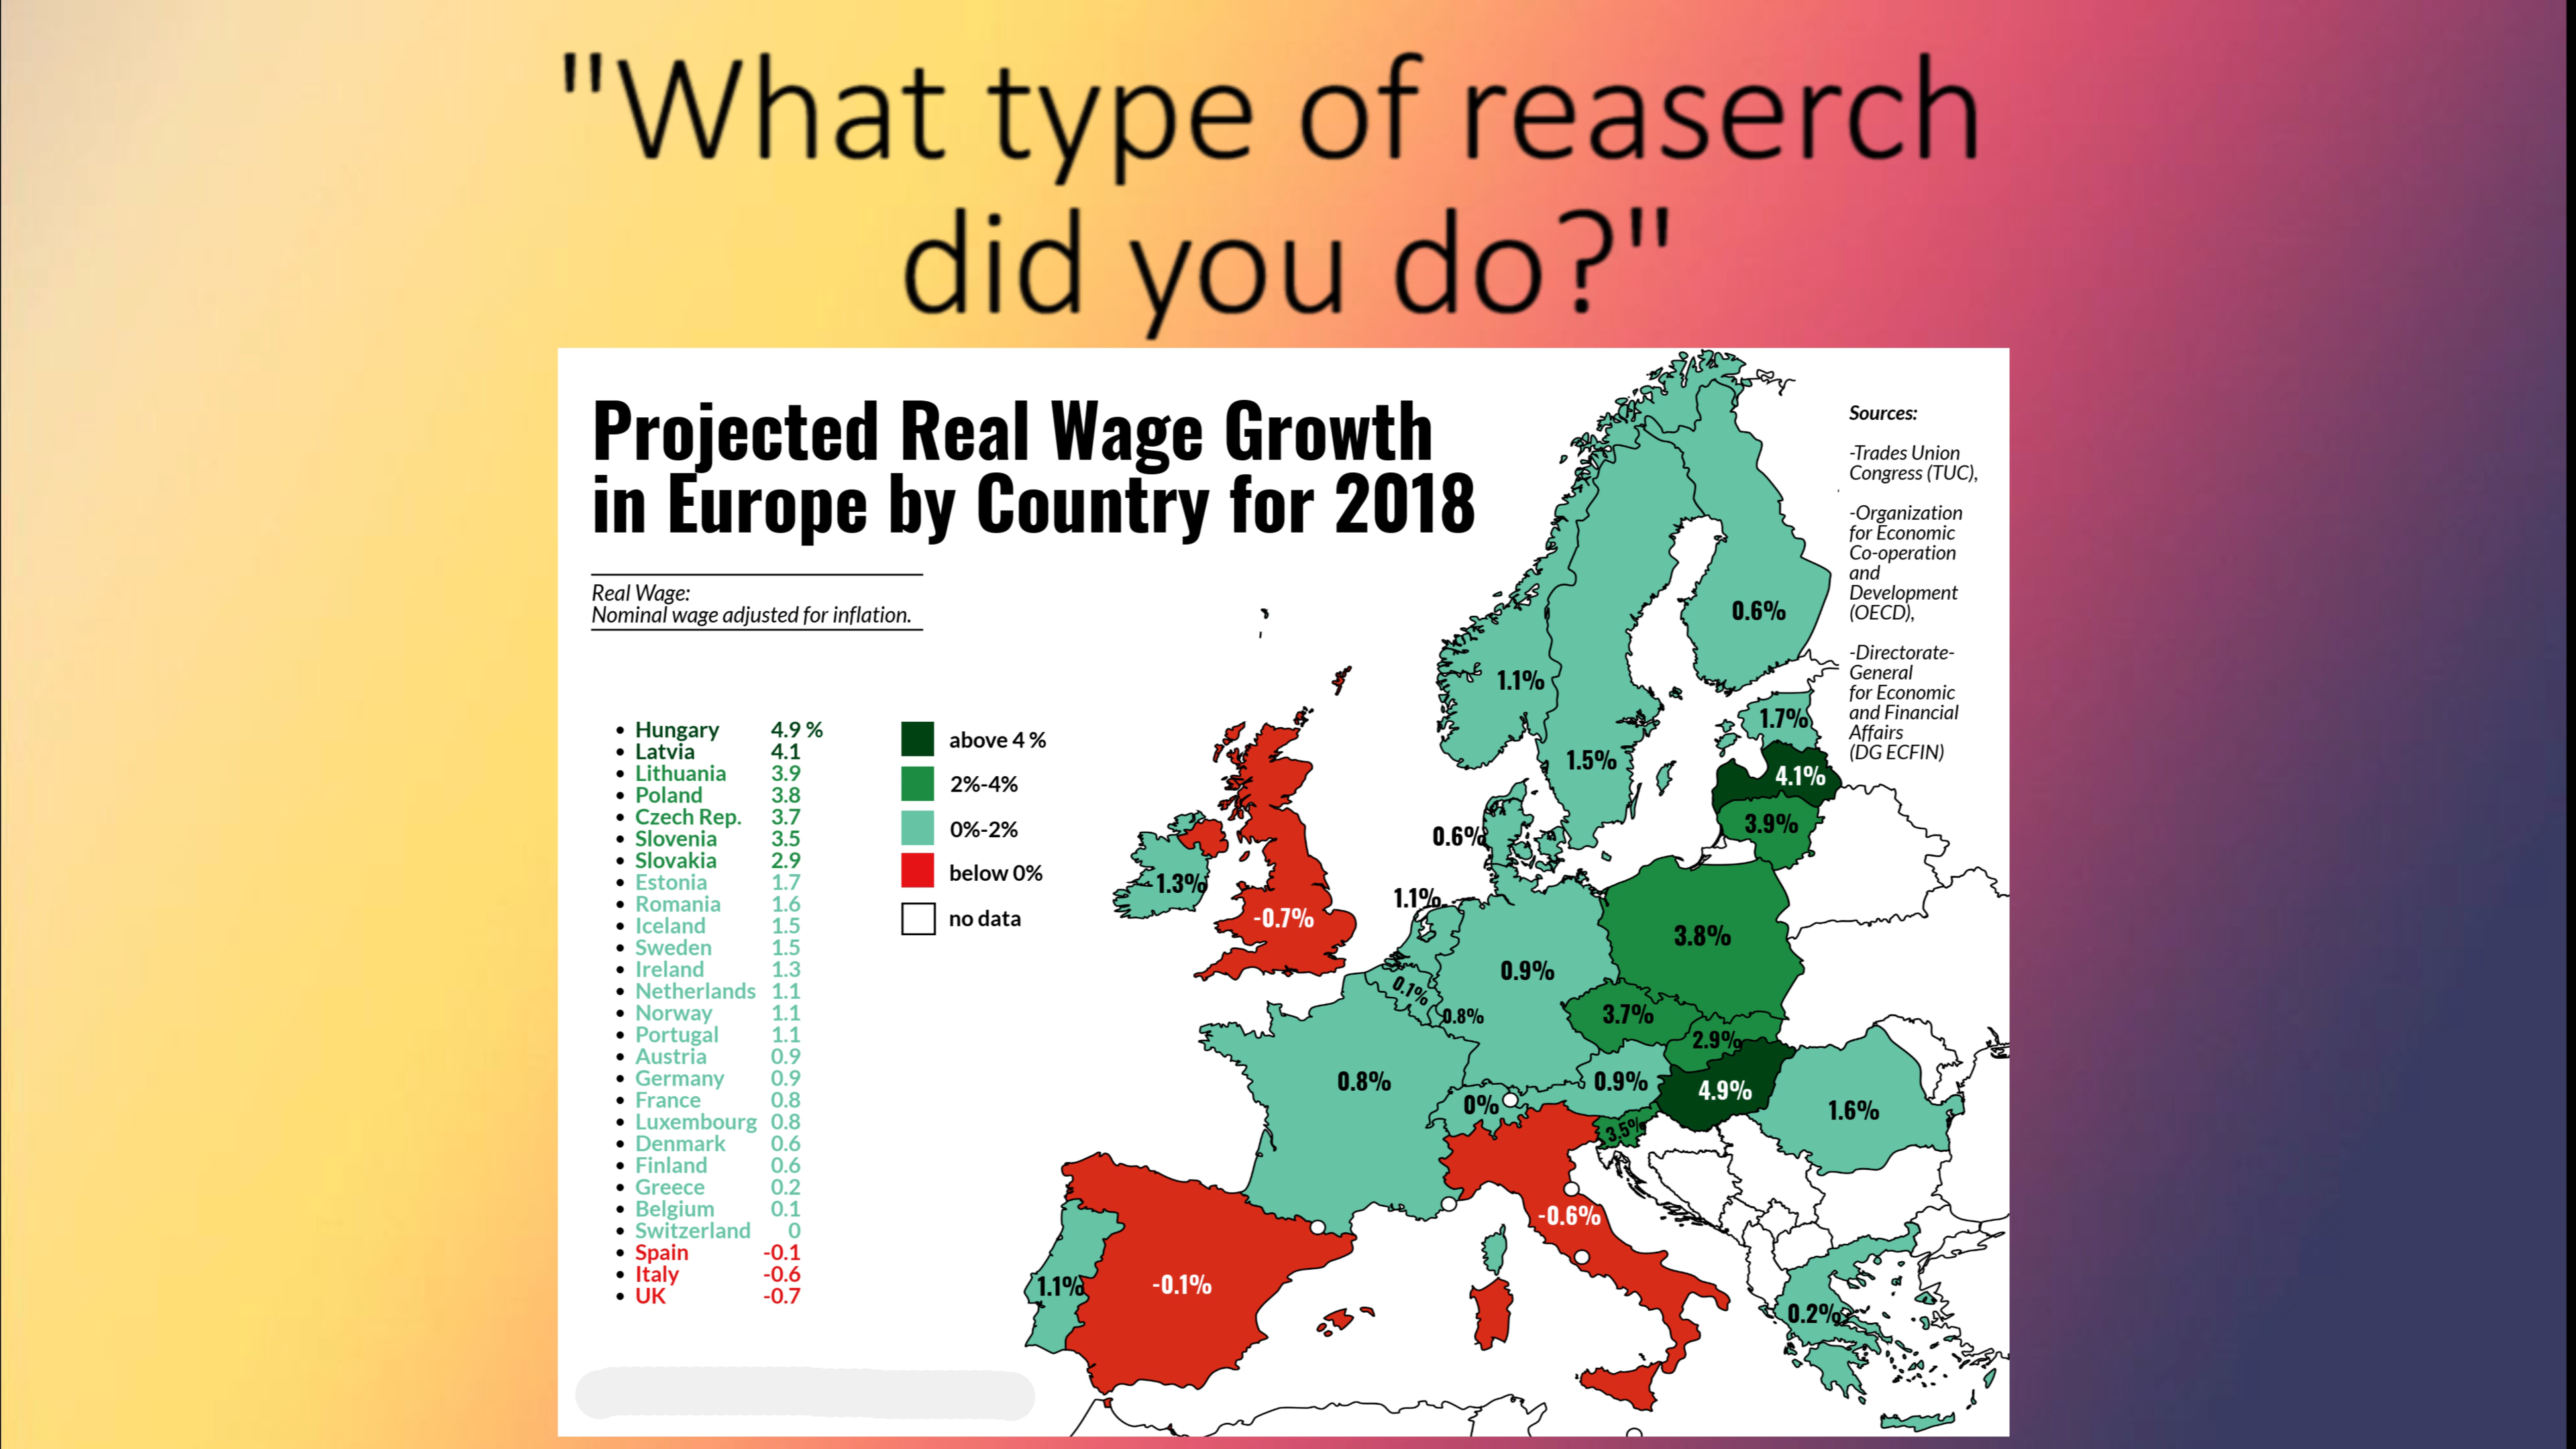 "What type of reaserch
did you do?"
Projected Real Wage Growth
in Europe by Country for 2018
Real Wage:
Nominal wage adjusted for inflation.
• Hungary 4.9 %
• Latvia 4.1
• Lithuania 3.9
• Poland 3.8
• Czech Rep. 3.7
• Slovenia 3.5
• Slovakia 2.9
• Estonia 1.7
• Romania 1.6
• Iceland 1.5
• Sweden 1.5
• Ireland 1.3
• Netherlands 1.1
• Norway 1.1
• Portugal 1.1
• Austria 0.9
• Germany 0.9
• France 0.8
• Luxembourg 0.8
• Denmark 0.6
• Finland 0.6
• Greece 0.2
• Belgium 0.1
• Switzerland 0
• Spain -0.1
• Italy -0.6
• UK -0.7
above 4 %
2%-4%
0%-2%
below 0%
no data
Sources:
-Trades Union
Congress (TUC),
-Organization
for Economic
Co-operation
and
Development
(OECD),
-Directorate-
General
for Economic
and Financial
Affairs
(DG ECFIN)
0.6%
1.1%
1.7%
1.5%
4.1%
3.9%
0.6%
1.3%
1.1%
-0.7%
3.8%
0.9%
0.1%
0.8%
3.7%
2.9%
0.8%
0.9%
4.9%
0%
1.6%
3.5%
-0.6%
1.1%
-0.1%
0.2%